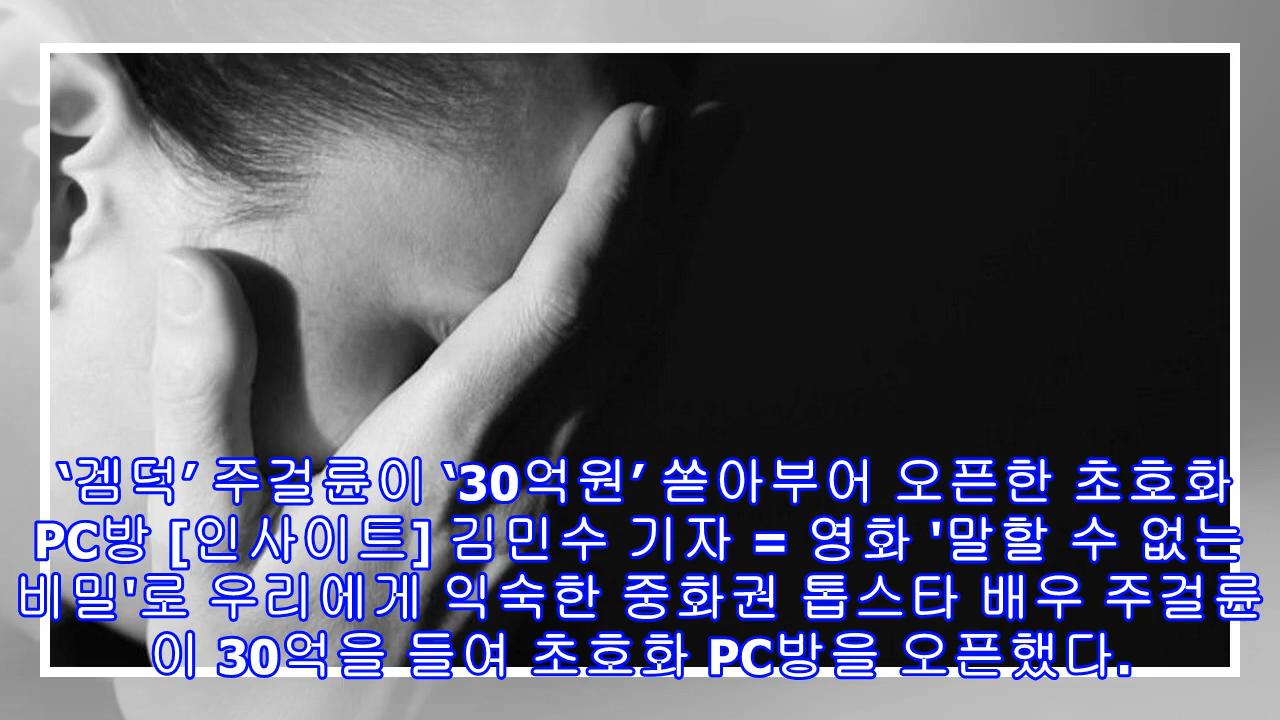 ‘겜덕’ 주걸륜이 ‘30억원’ 쏟아부어 오픈한 초호화
PC방 [인사이트] 김민수 기자 = 영화 '말할 수 없는
비밀'로 우리에게 익숙한 중화권 톱스타 배우 주걸륜
이 30억을 들여 초호화 PC방을 오픈했다.